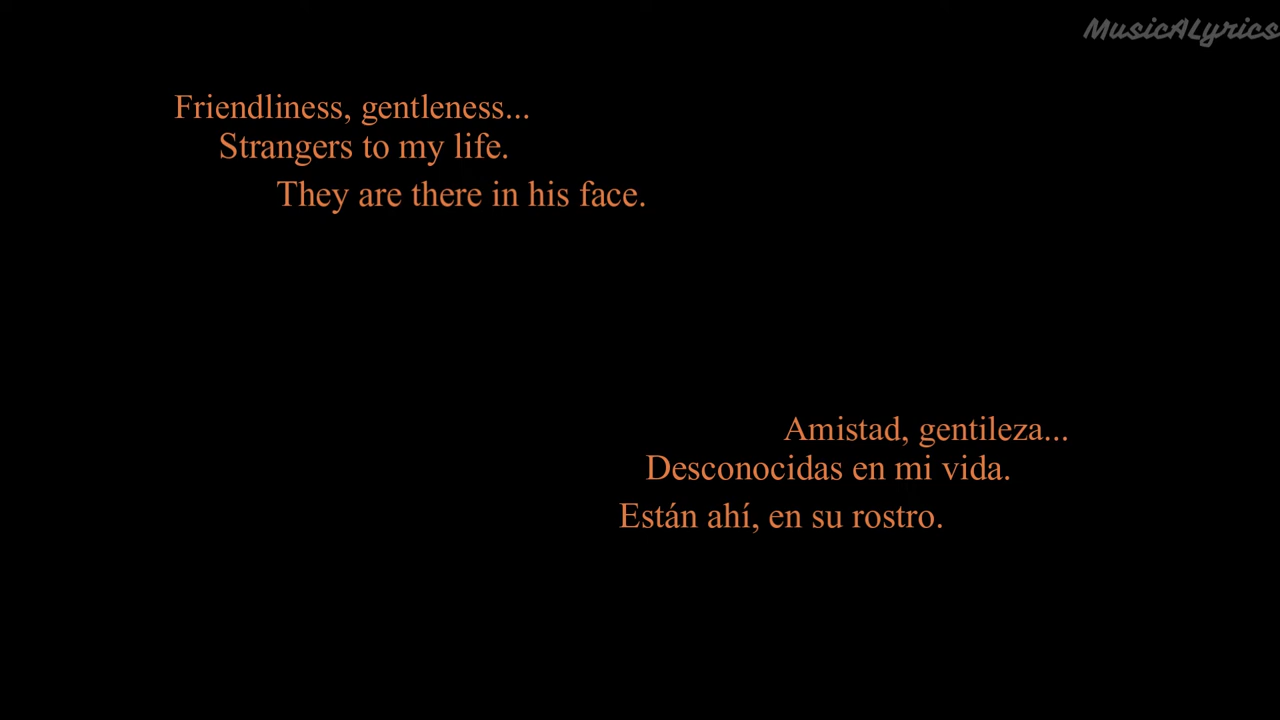 MusicALyrics
Friendliness, gentleness...
Strangers to my life.
They are there in his face.
Amistad, gentileza...
Desconocidas en mi vida.
Están ahí, en su rostro.